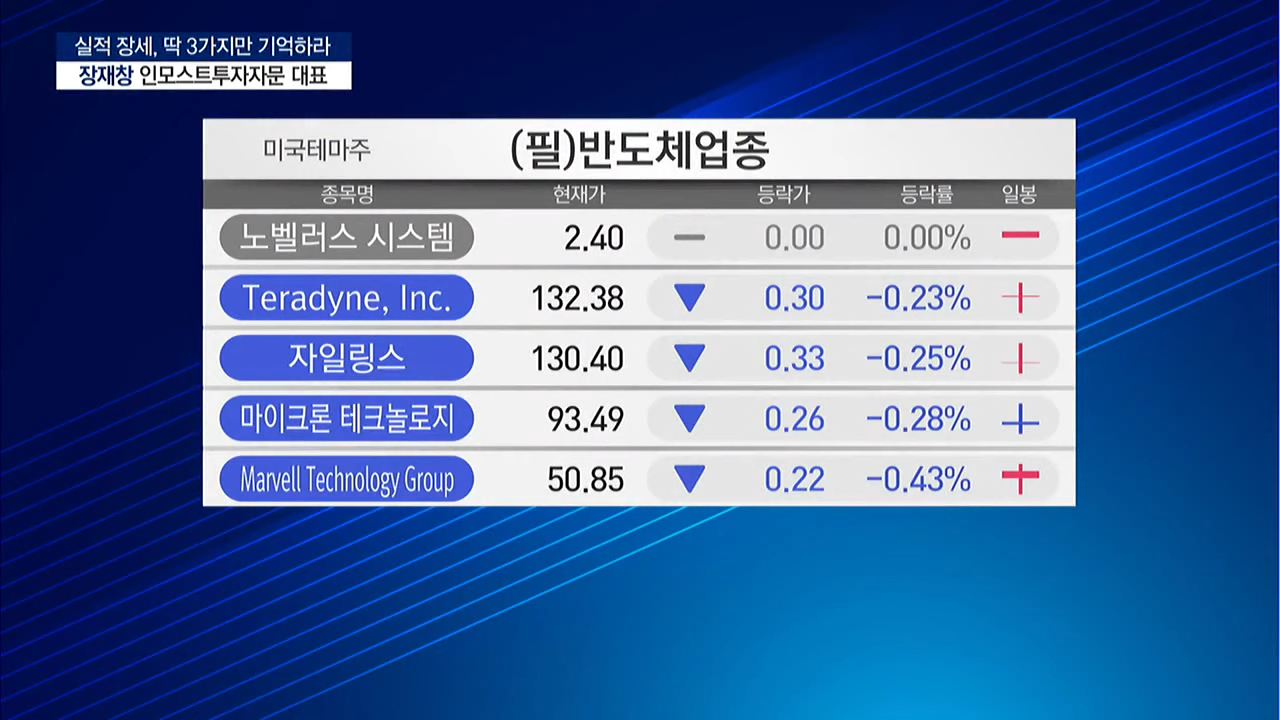 실적 장세, 딱 3가지만 기억하라
장재창 인모스트투자자문 대표
미국테마주 (필)반도체업종
종목명 현재가 등락가 등락률 일봉
노벨러스 시스템 2.40 0.00 0.00%
Teradyne, Inc. 132.38 ▼ 0.30 -0.23%
자일링스 130.40 ▼ 0.33 -0.25%
마이크론 테크놀로지 93.49 ▼ 0.26 -0.28%
Marvell Technology Group 50.85 ▼ 0.22 -0.43%